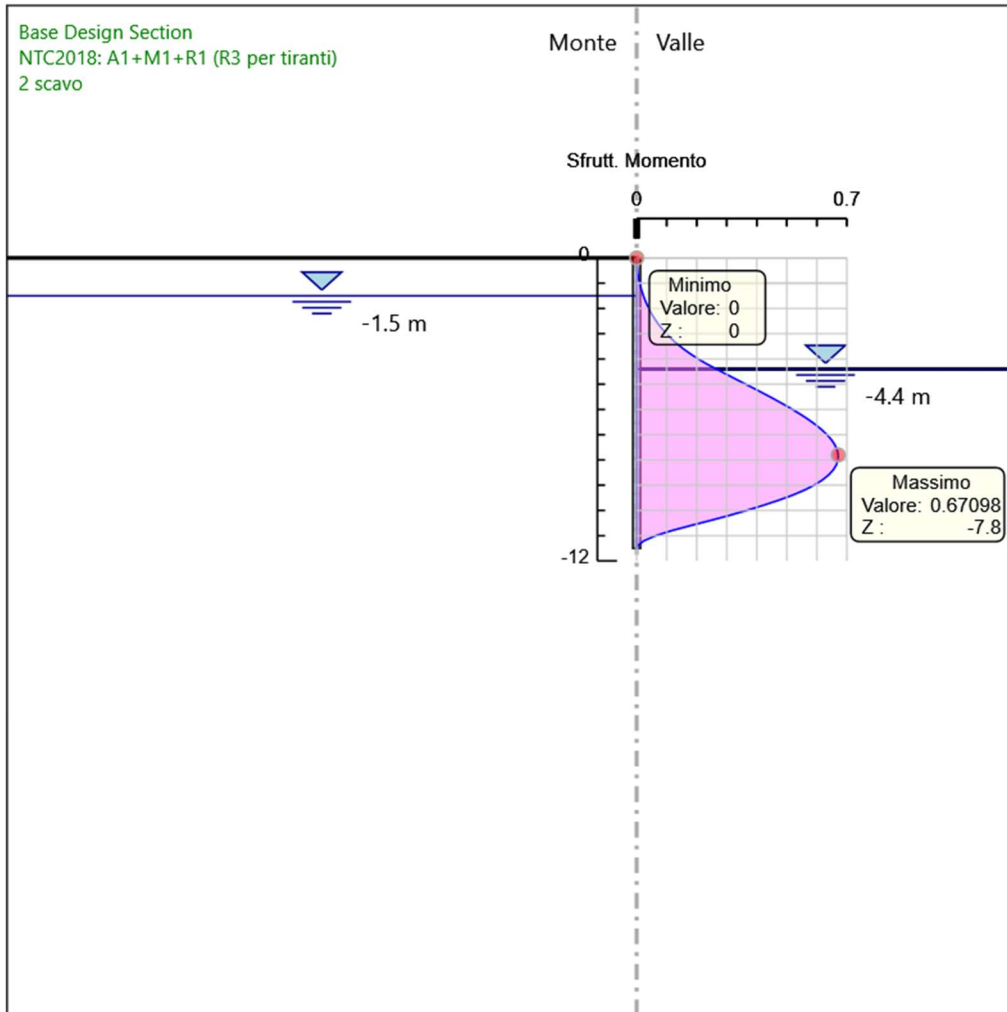 Base Design Section
NTC2018: A1+M1+R1 (R3 per tiranti)
2 scavo
Monte Valle
Sfrutt. Momento
0 0.7
0
Minimo
Valore: 0
Z : 0
-1.5 m
-4.4 m
Massimo
Valore: 0.67098
Z : -7.8
-12